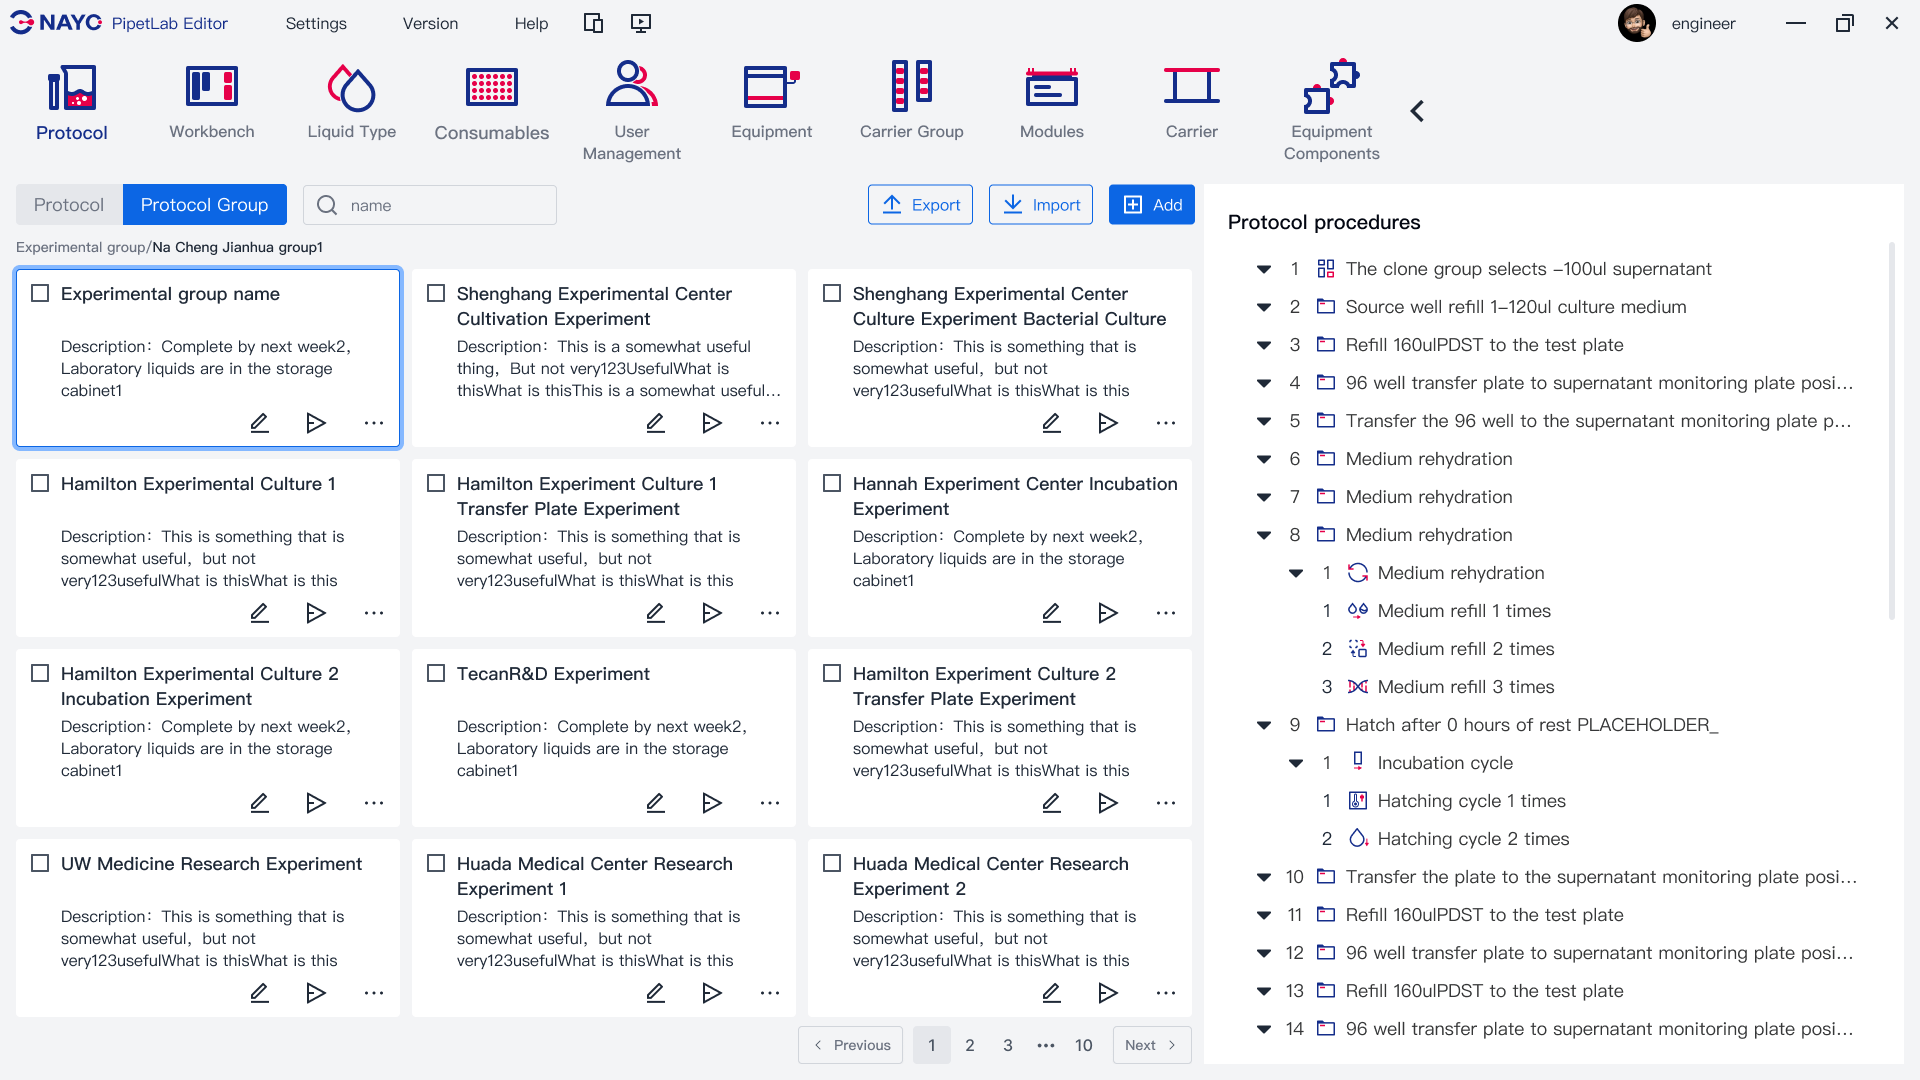 NAYO PipetLab Editor Settings Version Help engineer
Protocol
Workbench
Liquid Type
Consumables
User
Management
Equipment
Carrier Group
Modules
Carrier
Equipment
Components
Protocol Protocol Group name Export Import Add
Experimental group/Na Cheng Jianhua group1
Experimental group name
Description：Complete by next week2,
Laboratory liquids are in the storage
cabinet1
Shenghang Experimental Center
Cultivation Experiment
Description：This is a somewhat useful
thing，But not very123UsefulWhat is
thisWhat is thisThis is a somewhat useful...
Shenghang Experimental Center
Culture Experiment Bacterial Culture
Description：This is something that is
somewhat useful，but not
very123usefulWhat is thisWhat is this
Hamilton Experimental Culture 1
Description：This is something that is
somewhat useful，but not
very123usefulWhat is thisWhat is this
Hamilton Experiment Culture 1
Transfer Plate Experiment
Description：This is something that is
somewhat useful，but not
very123usefulWhat is thisWhat is this
Hannah Experiment Center Incubation
Experiment
Description：Complete by next week2,
Laboratory liquids are in the storage
cabinet1
Hamilton Experimental Culture 2
Incubation Experiment
Description：Complete by next week2,
Laboratory liquids are in the storage
cabinet1
TecanR&D Experiment
Description：Complete by next week2,
Laboratory liquids are in the storage
cabinet1
Hamilton Experiment Culture 2
Transfer Plate Experiment
Description：This is something that is
somewhat useful，but not
very123usefulWhat is thisWhat is this
UW Medicine Research Experiment
Description：This is something that is
somewhat useful，but not
very123usefulWhat is thisWhat is this
Huada Medical Center Research
Experiment 1
Description：This is something that is
somewhat useful，but not
very123usefulWhat is thisWhat is this
Huada Medical Center Research
Experiment 2
Description：This is something that is
somewhat useful，but not
very123usefulWhat is thisWhat is this
Previous 1 2 3 ... 10 Next
Protocol procedures
1 The clone group selects -100ul supernatant
2 Source well refill 1-120ul culture medium
3 Refill 160ulPDST to the test plate
4 96 well transfer plate to supernatant monitoring plate posi...
5 Transfer the 96 well to the supernatant monitoring plate p...
6 Medium rehydration
7 Medium rehydration
8 Medium rehydration
1 Medium rehydration
1 Medium refill 1 times
2 Medium refill 2 times
3 Medium refill 3 times
9 Hatch after 0 hours of rest PLACEHOLDER_
1 Incubation cycle
1 Hatching cycle 1 times
2 Hatching cycle 2 times
10 Transfer the plate to the supernatant monitoring plate posi...
11 Refill 160ulPDST to the test plate
12 96 well transfer plate to supernatant monitoring plate posi...
13 Refill 160ulPDST to the test plate
14 96 well transfer plate to supernatant monitoring plate posi...